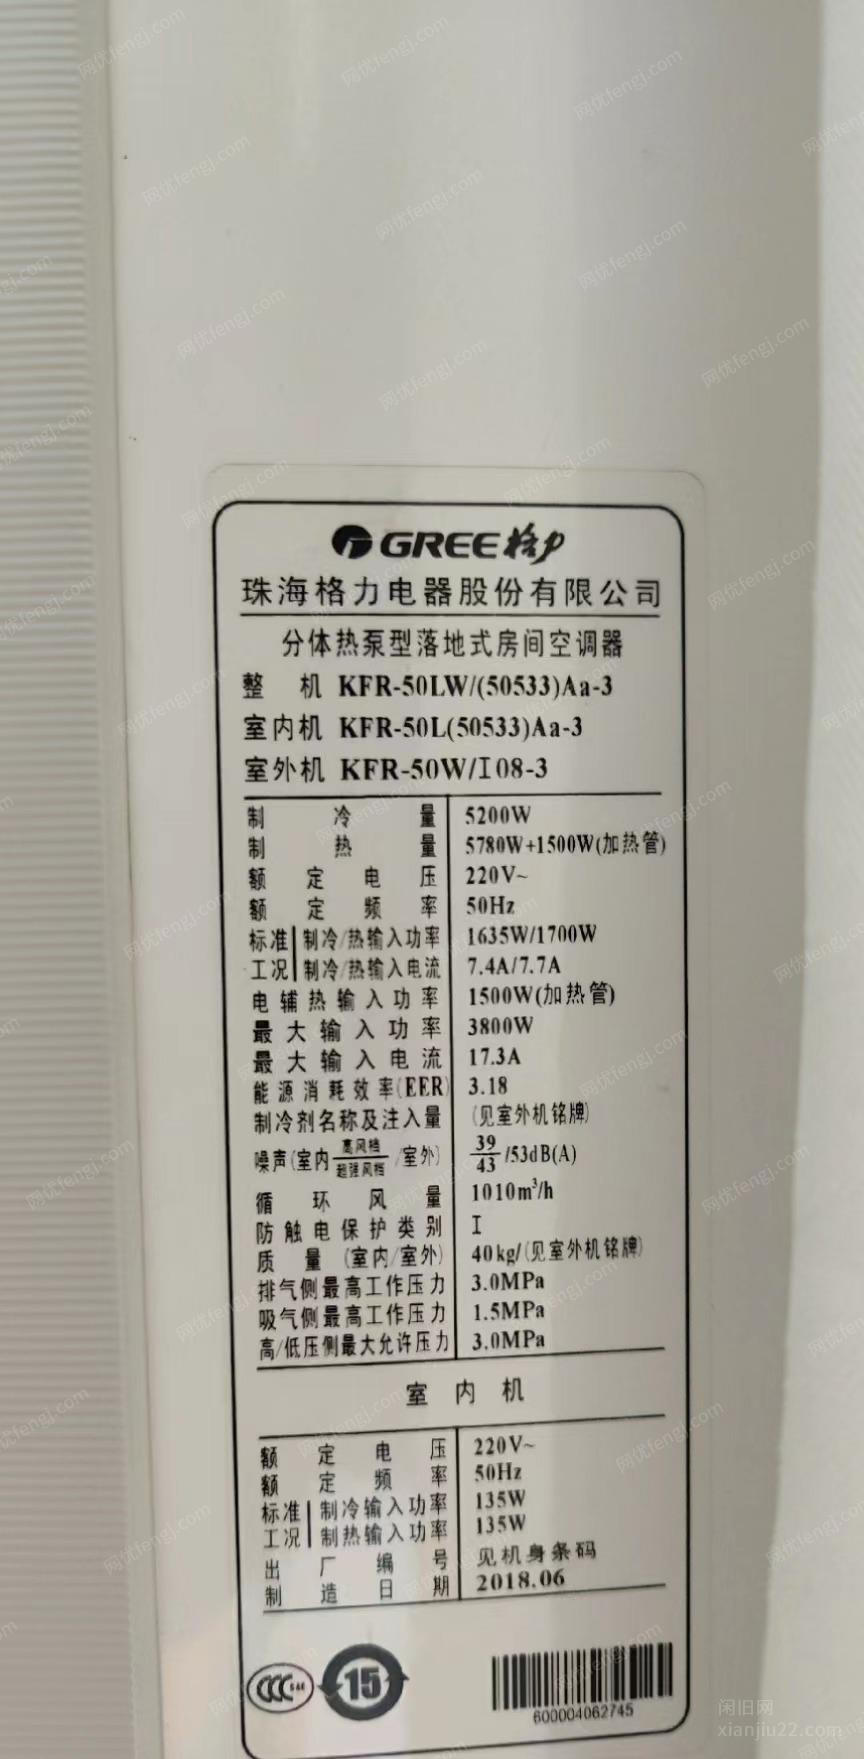 GREE格力
珠海格力电器股份有限公司
分体热泵型落地式房间空调器
整 机 KFR-50LW/(50533)Aa-3
室内机 KFR-50L(50533)Aa-3
室外机 KFR-50W/I08-3
制冷量 5200W
制热量 5780W+1500W(加热管)
额定电压 220V~
额定频率 50Hz
标准工况 制冷/热输入功率 1635W/1700W
制冷/热输入电流 7.4A/7.7A
电辅热输入功率 1500W(加热管)
最大输入功率 3800W
最大输入电流 17.3A
能源消耗效率(EER) 3.18
制冷剂名称及注入量 (见室外机铭牌)
噪声(室内 高风档/超强风档 /室外) 39/43 /53dB(A)
循环风量 1010m³/h
防触电保护类别 I
质量(室内/室外) 40kg/(见室外机铭牌)
排气侧最高工作压力 3.0MPa
吸气侧最高工作压力 1.5MPa
高/低压侧最大允许压力 3.0MPa
室内机
额定电压 220V~
额定频率 50Hz
标准工况 制冷输入功率 135W
制热输入功率 135W
出厂编号 见机身条码
制造日期 2018.06
CCC
15
600004062745
闲旧网
xianjiu22.com
网优fengj.com